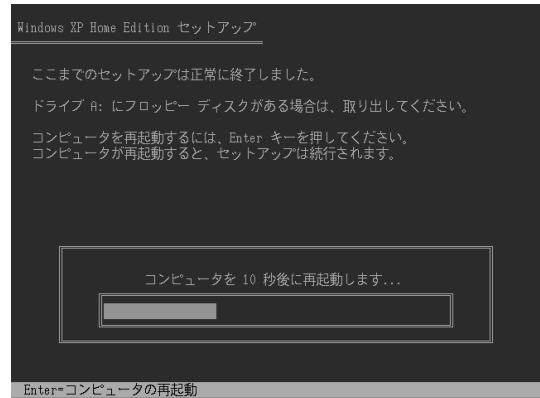 Windows XP Home Edition セットアップ
ここまでのセットアップは正常に終了しました。
ドライブ A: にフロッピー ディスクがある場合は、取り出してください。
コンピュータを再起動するには、Enter キーを押してください。
コンピュータが再起動すると、セットアップは続行されます。
コンピュータを 10 秒後に再起動します...
Enter=コンピュータの再起動